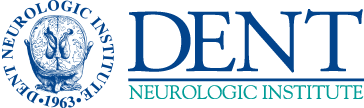 DENT NEUROLOGIC INSTITUTE
•1963•
DENT
NEUROLOGIC INSTITUTE